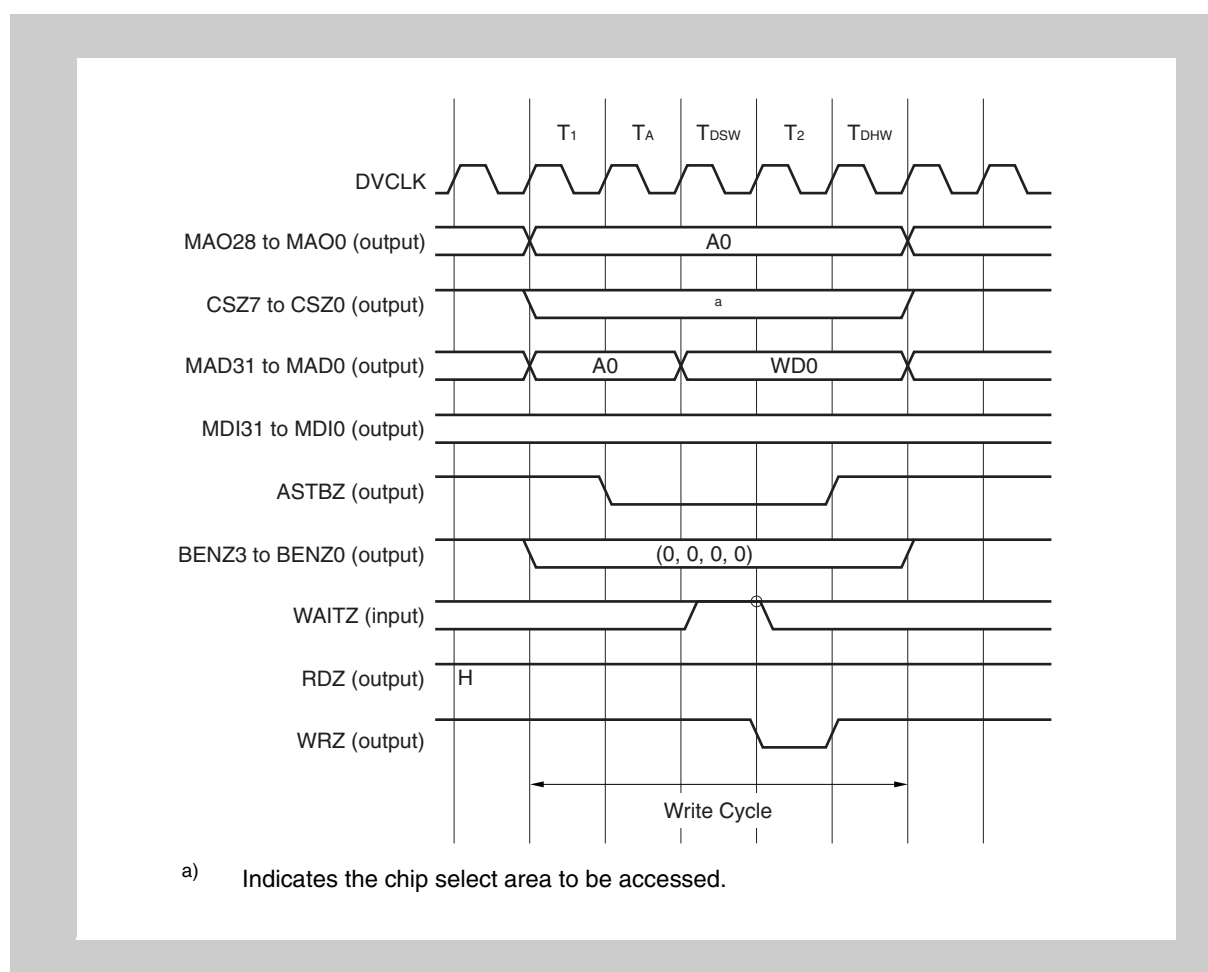 T1 TA TDSW T2 TDHW
DVCLK
MAO28 to MAO0 (output) A0
CSZ7 to CSZ0 (output) a
MAD31 to MAD0 (output) A0 WD0
MDI31 to MDI0 (output)
ASTBZ (output)
BENZ3 to BENZ0 (output) (0, 0, 0, 0)
WAITZ (input)
RDZ (output) H
WRZ (output)
Write Cycle
a) Indicates the chip select area to be accessed.